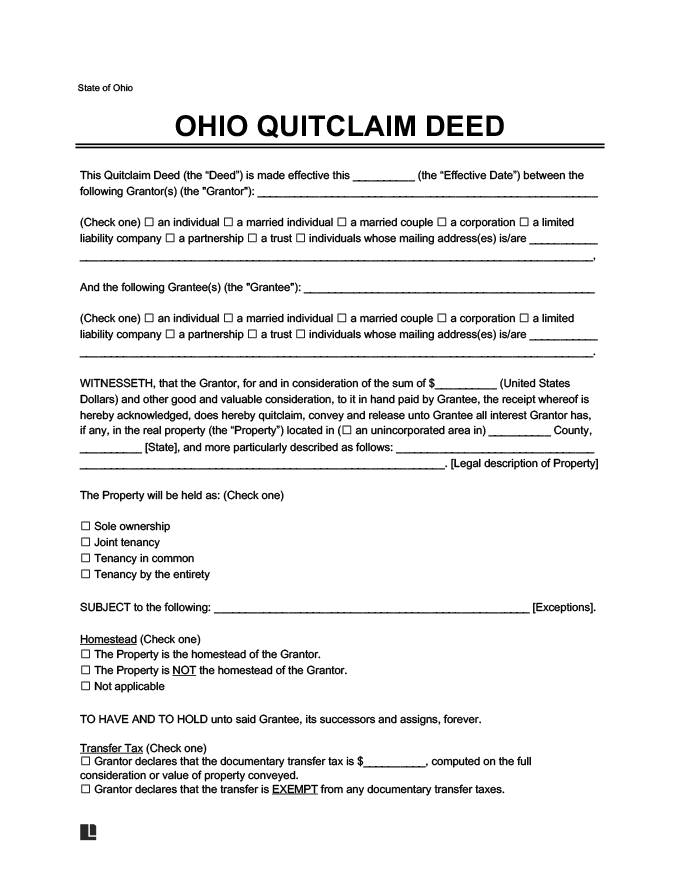 State of Ohio
OHIO QUITCLAIM DEED
This Quitclaim Deed (the “Deed”) is made effective this __________ (the “Effective Date”) between the
following Grantor(s) (the "Grantor"): _______________________________________________________
(Check one) ☐ an individual ☐ a married individual ☐ a married couple ☐ a corporation ☐ a limited
liability company ☐ a partnership ☐ a trust ☐ individuals whose mailing address(es) is/are ___________
___________________________________________________________________________________,
And the following Grantee(s) (the "Grantee"): _______________________________________________
(Check one) ☐ an individual ☐ a married individual ☐ a married couple ☐ a corporation ☐ a limited
liability company ☐ a partnership ☐ a trust ☐ individuals whose mailing address(es) is/are ___________
___________________________________________________________________________________.
WITNESSETH, that the Grantor, for and in consideration of the sum of $__________ (United States
Dollars) and other good and valuable consideration, to it in hand paid by Grantee, the receipt whereof is
hereby acknowledged, does hereby quitclaim, convey and release unto Grantee all interest Grantor has,
if any, in the real property (the “Property”) located in (☐ an unincorporated area in) __________ County,
__________ [State], and more particularly described as follows: ________________________________
___________________________________________________________. [Legal description of Property]
The Property will be held as: (Check one)
☐ Sole ownership
☐ Joint tenancy
☐ Tenancy in common
☐ Tenancy by the entirety
SUBJECT to the following: ___________________________________________________ [Exceptions].
Homestead (Check one)
☐ The Property is the homestead of the Grantor.
☐ The Property is NOT the homestead of the Grantor.
☐ Not applicable
TO HAVE AND TO HOLD unto said Grantee, its successors and assigns, forever.
Transfer Tax (Check one)
☐ Grantor declares that the documentary transfer tax is $__________, computed on the full
consideration or value of property conveyed.
☐ Grantor declares that the transfer is EXEMPT from any documentary transfer taxes.